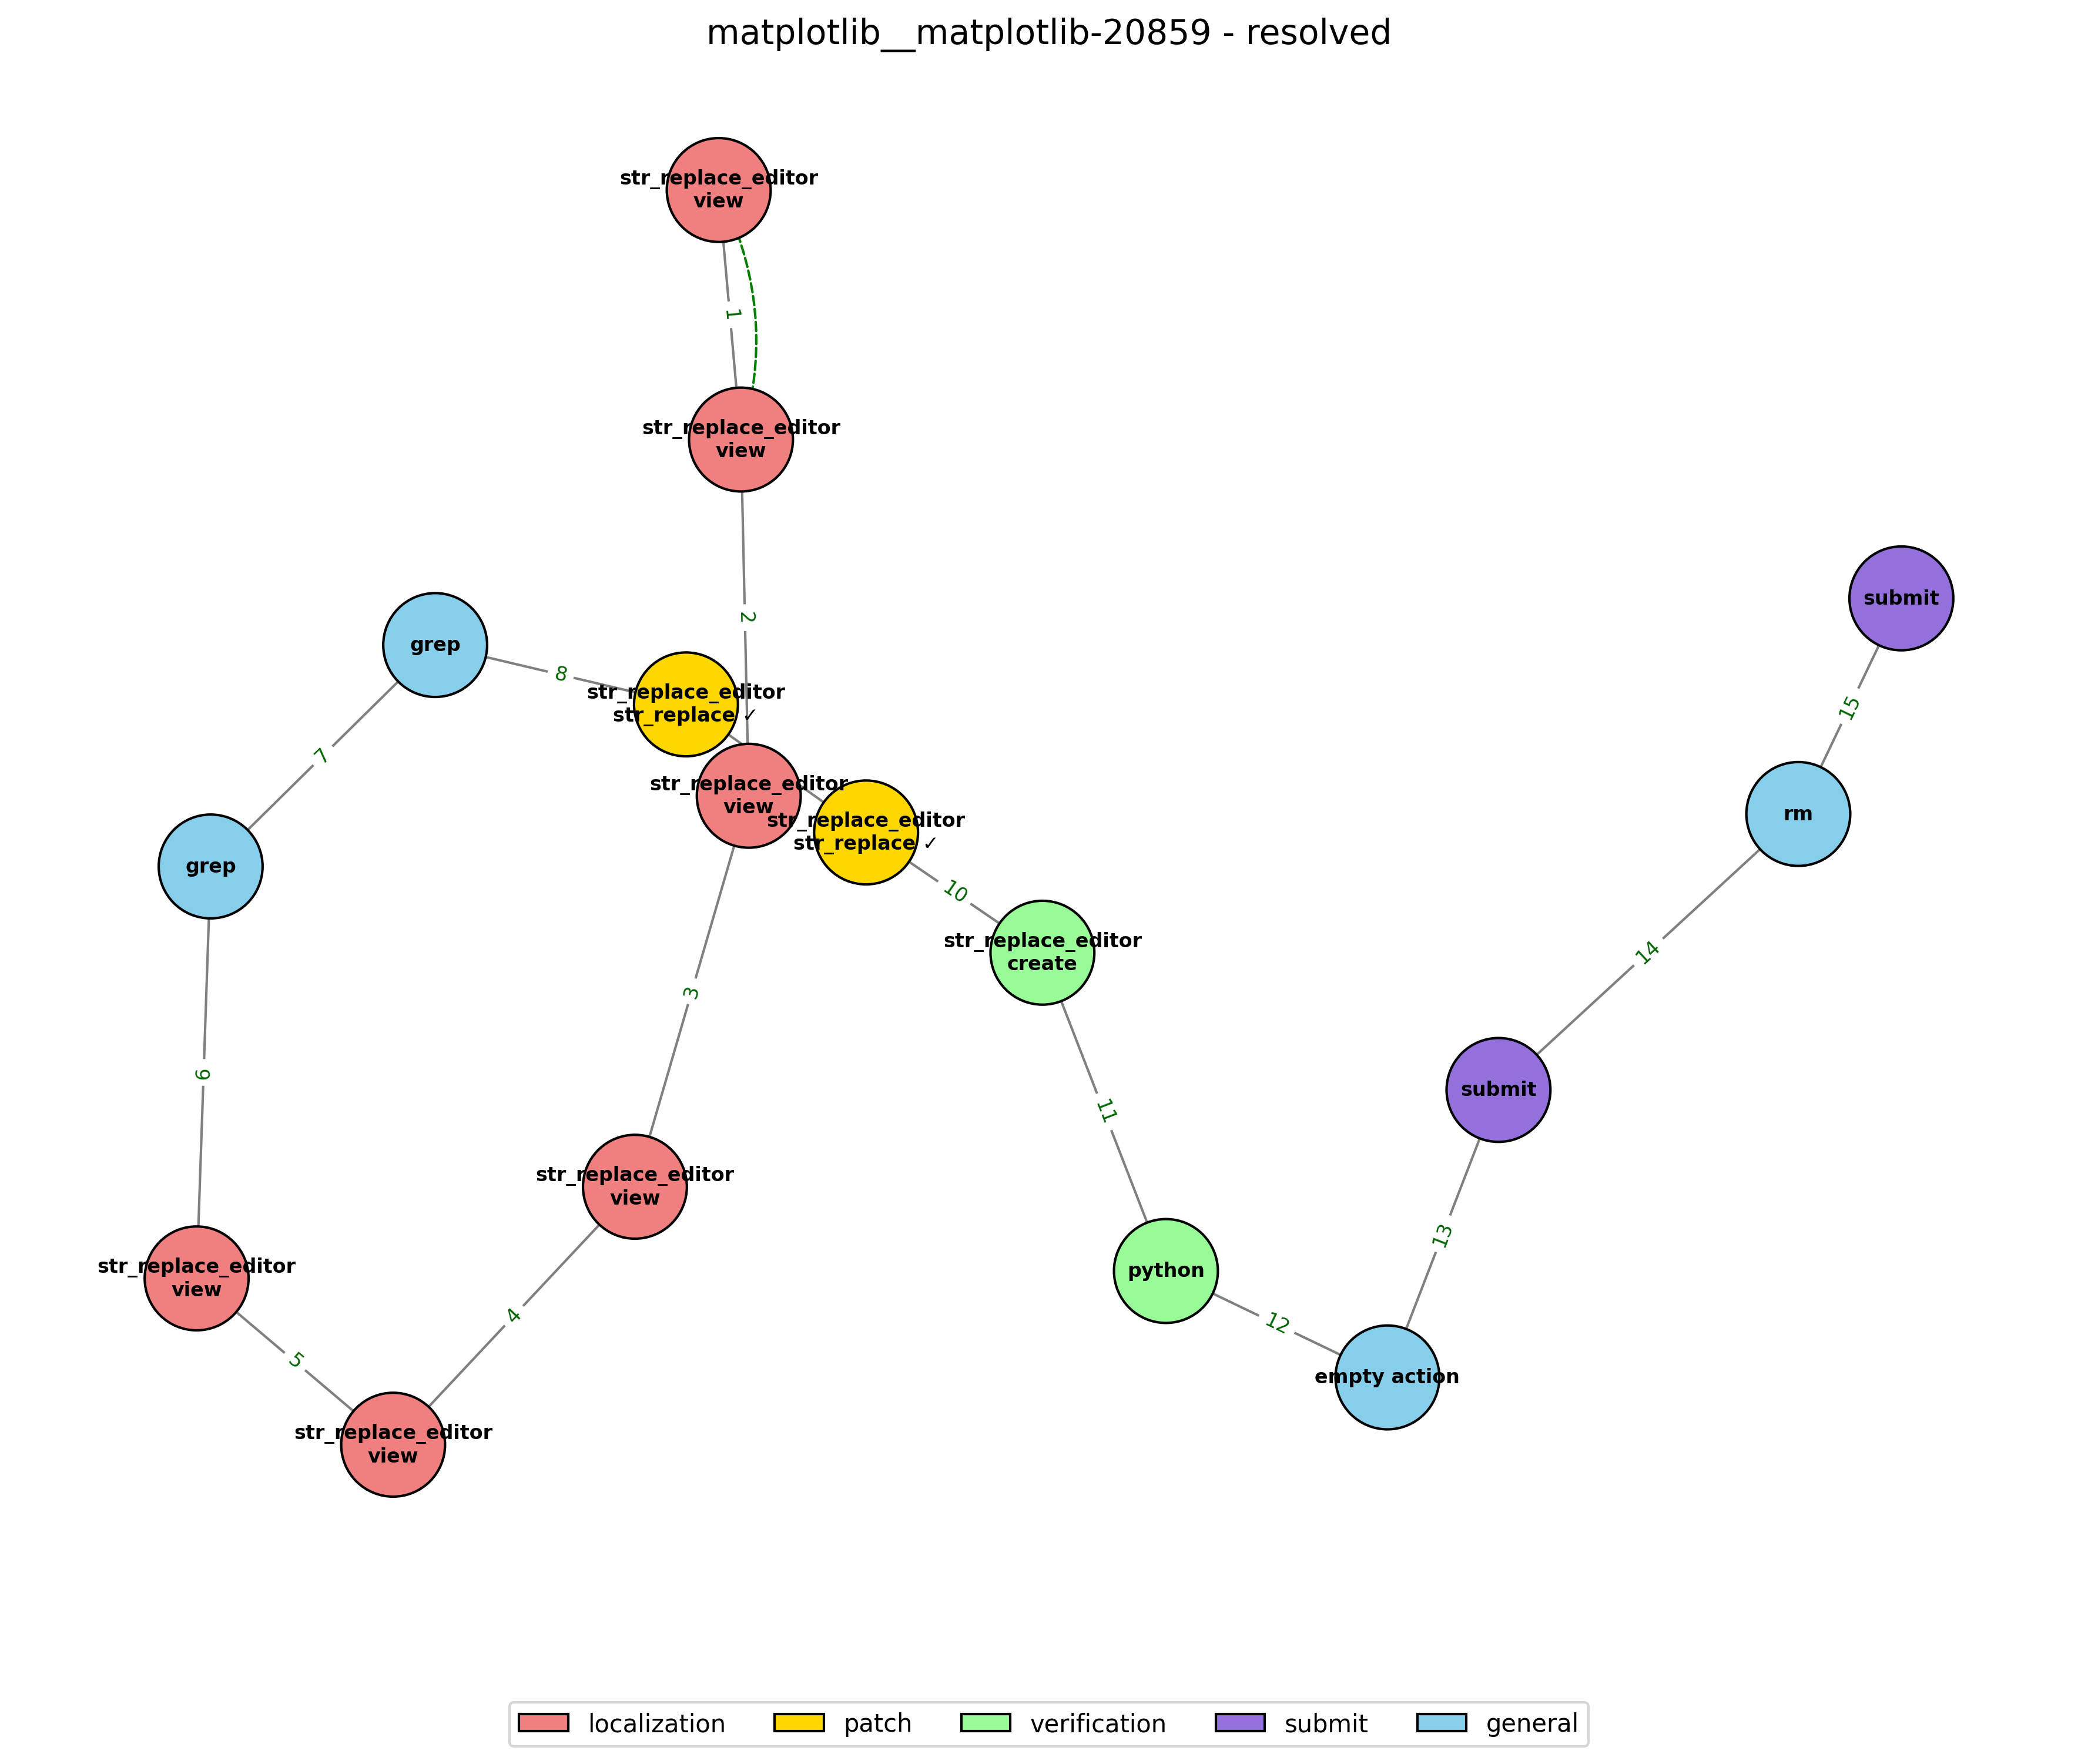 matplotlib__matplotlib-20859 - resolved
str_replace_editor
view
1
str_replace_editor
view
2
submit
grep
8
str_replace_editor
str_replace ✓
15
7
str_replace_editor
view
rm
str_replace_editor
str_replace ✓
grep
10
str_replace_editor
create
14
3
6
submit
11
str_replace_editor
view
13
str_replace_editor
view
python
4
12
5
empty action
str_replace_editor
view
localization
patch
verification
submit
general